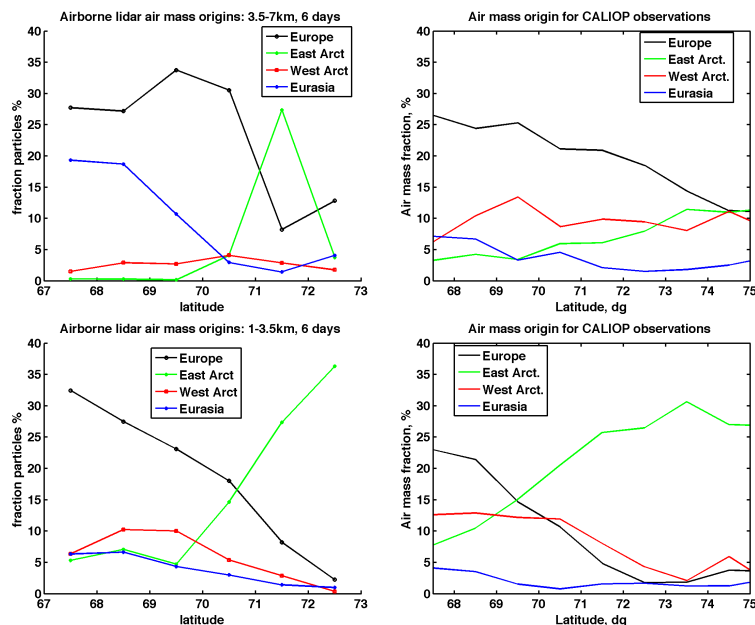 Airborne lidar air mass origins: 3.5-7km, 6 days
fraction particles %
40
35
30
25
20
15
10
5
0
67 68 69 70 71 72 73
latitude
Europe
East Arct
West Arct
Eurasia
Air mass origin for CALIOP observations
Air mass fraction, %
40
35
30
25
20
15
10
5
0
68 69 70 71 72 73 74 75
Latitude, dg
Europe
East Arct.
West Arct.
Eurasia
Airborne lidar air mass origins: 1-3.5km, 6 days
fraction particles %
40
35
30
25
20
15
10
5
0
67 68 69 70 71 72 73
latitude
Europe
East Arct
West Arct
Eurasia
Air mass origin for CALIOP observations
Air mass fraction, %
40
35
30
25
20
15
10
5
0
68 69 70 71 72 73 74 75
Latitude, dg
Europe
East Arct.
West Arct.
Eurasia